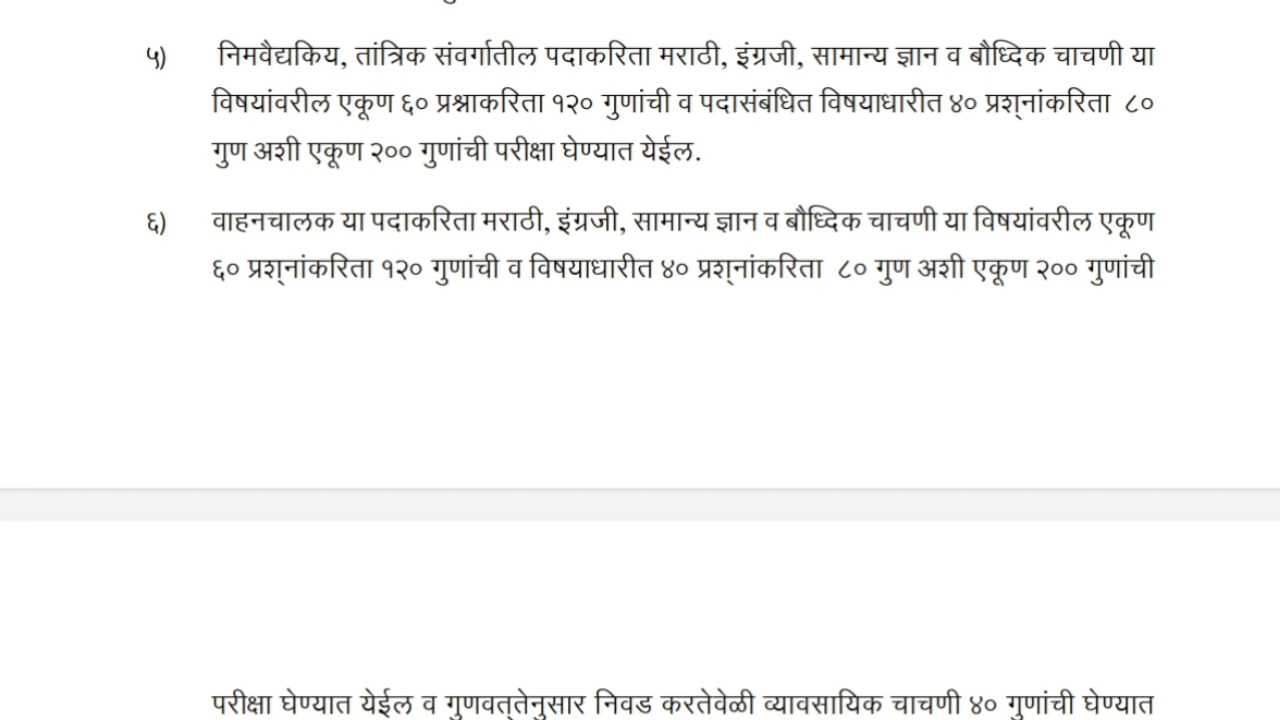 ५) निमवैद्यकिय, तांत्रिक संवर्गातील पदाकरिता मराठी, इंग्रजी, सामान्य ज्ञान व बौध्दिक चाचणी या
विषयांवरील एकूण ६० प्रश्नाकरिता १२० गुणांची व पदासंबंधित विषयाधारीत ४० प्रश्‌नांकरिता ८०
गुण अशी एकूण २०० गुणांची परीक्षा घेण्यात येईल.
६) वाहनचालक या पदाकरिता मराठी, इंग्रजी, सामान्य ज्ञान व बौध्दिक चाचणी या विषयांवरील एकूण
६० प्रश्‌नांकरिता १२० गुणांची व विषयाधारीत ४० प्रश्‌नांकरिता ८० गुण अशी एकूण २०० गुणांची
परीक्षा घेण्यात येईल व गुणवत्‌तेनुसार निवड करतेवेळी व्यावसायिक चाचणी ४० गुणांची घेण्यात